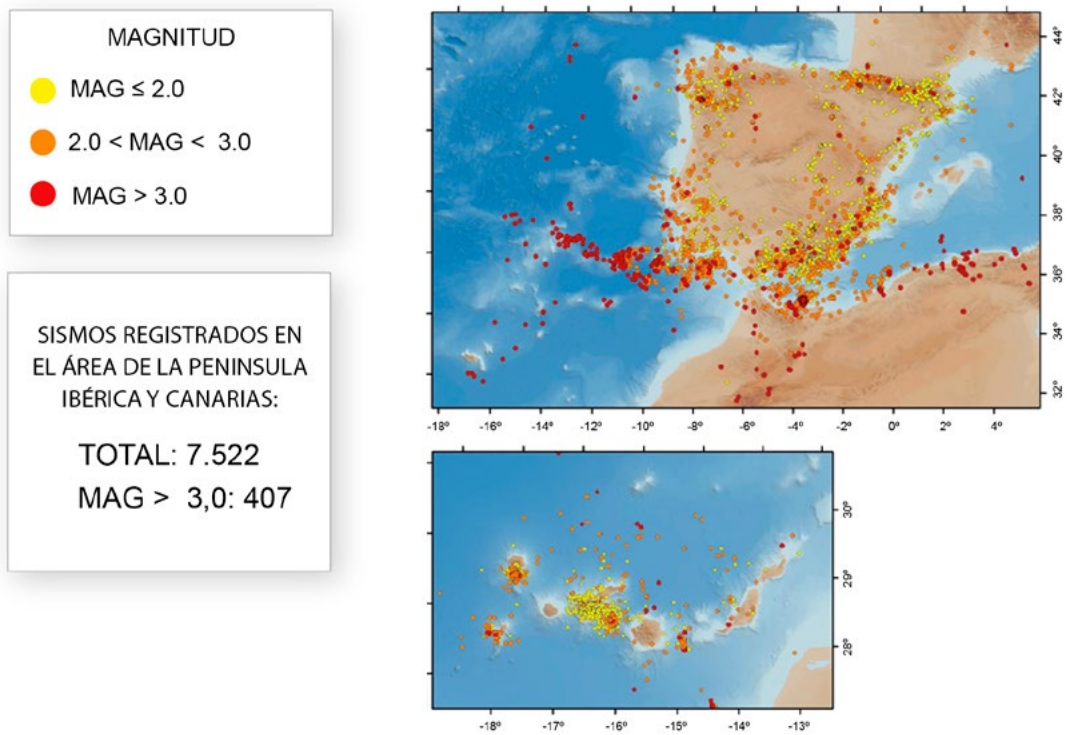 MAGNITUD
MAG ≤ 2.0
2.0 < MAG < 3.0
MAG > 3.0
SISMOS REGISTRADOS EN
EL ÁREA DE LA PENINSULA
IBÉRICA Y CANARIAS:
TOTAL: 7.522
MAG > 3,0: 407
44°
42°
40°
38°
36°
34°
32°
-18° -16° -14° -12° -10° -8° -6° -4° -2° 0° 2° 4°
30°
29°
28°
-18° -17° -16° -15° -14° -13°